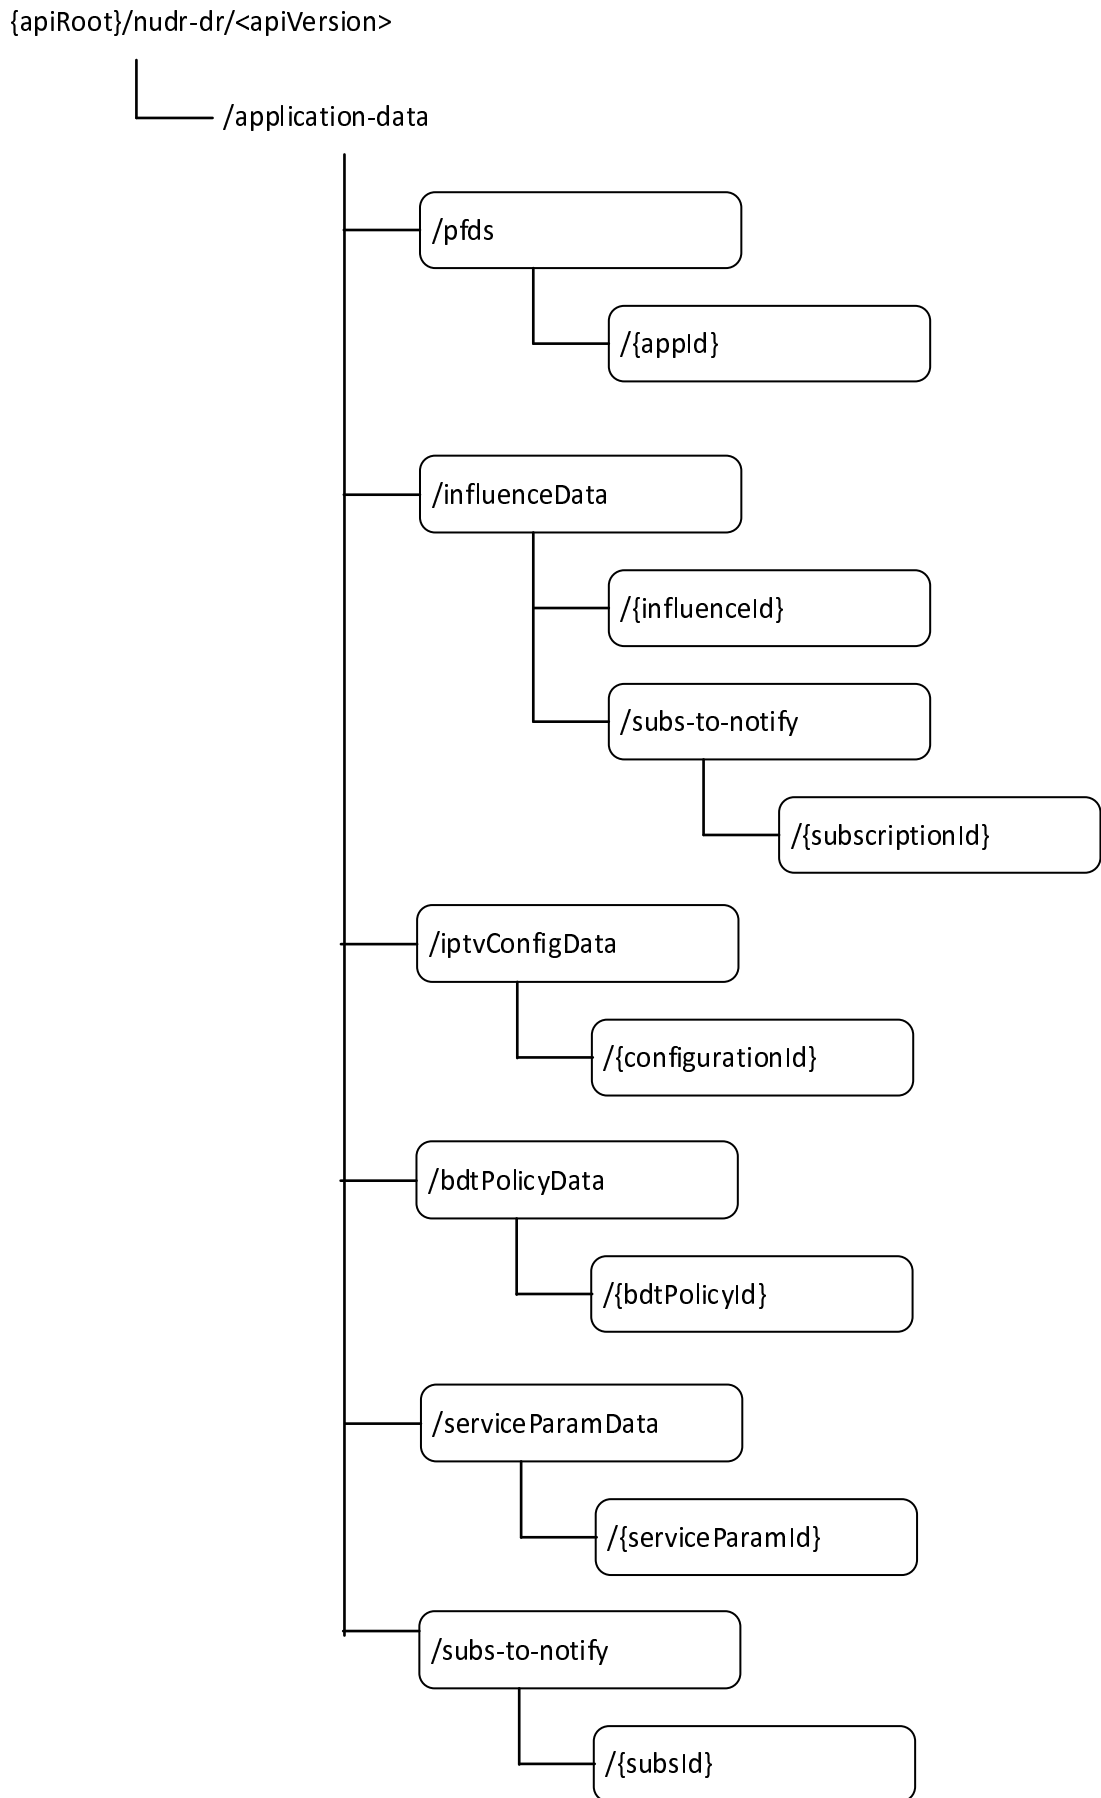 {apiRoot}/nudr-dr/<apiVersion>
/application-data
/pfds
/{appId}
/influenceData
/{influenceId}
/subs-to-notify
/{subscriptionId}
/iptvConfigData
/{configurationId}
/bdtPolicyData
/{bdtPolicyId}
/serviceParamData
/{serviceParamId}
/subs-to-notify
/{subsId}